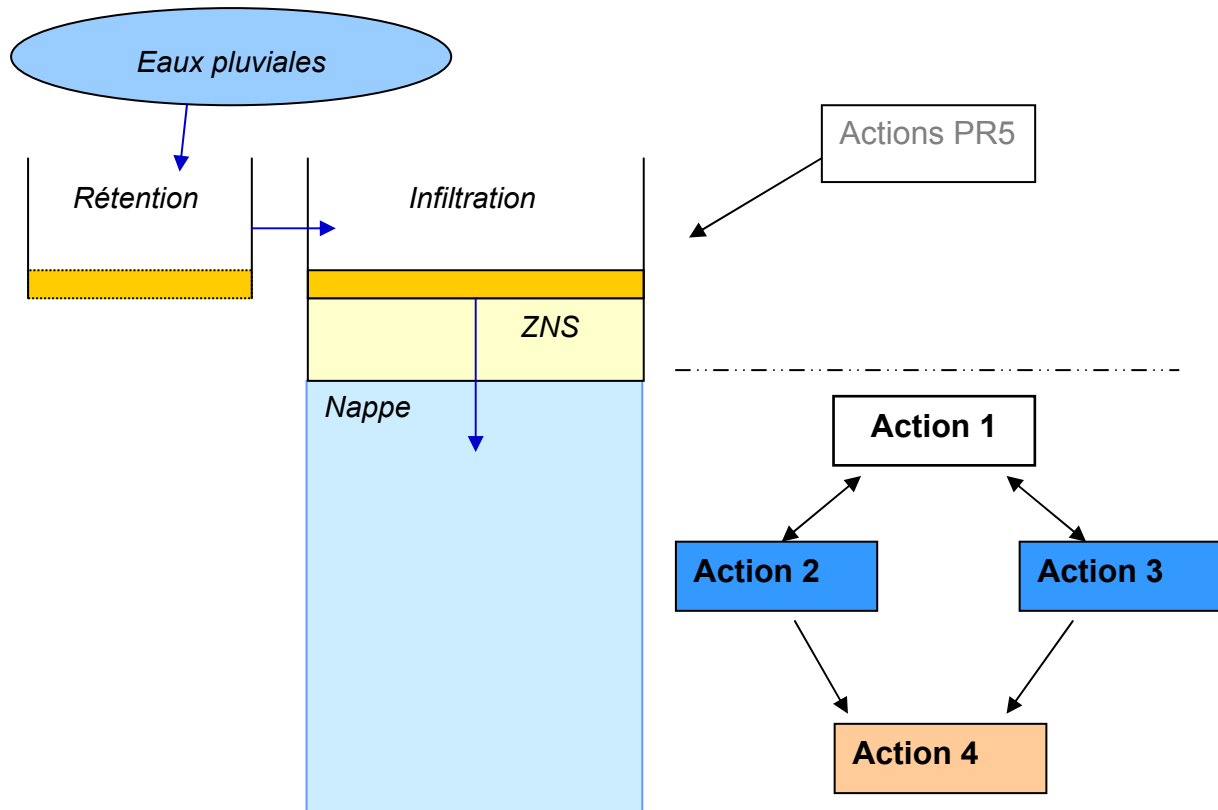 Eaux pluviales
Actions PR5
Rétention
Infiltration
ZNS
Nappe
Action 1
Action 2
Action 3
Action 4